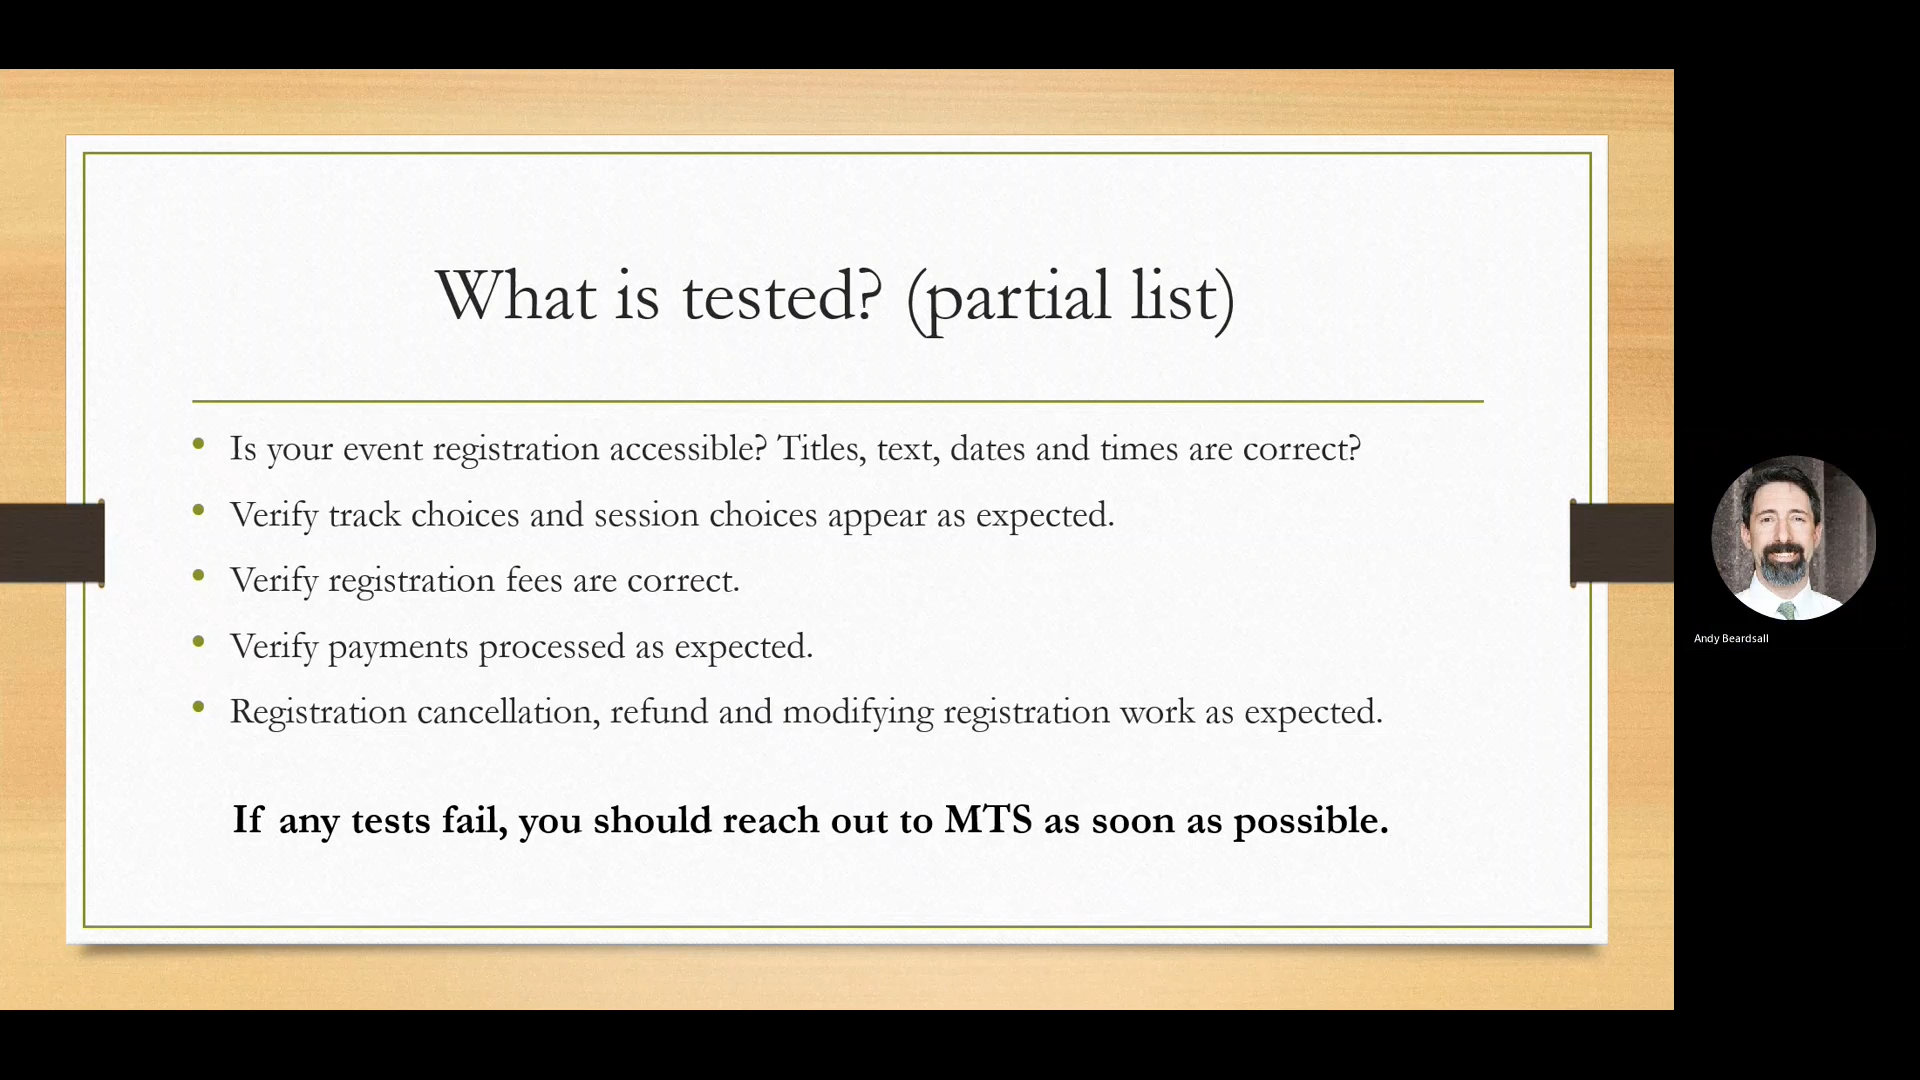 What is tested? (partial list)
• Is your event registration accessible? Titles, text, dates and times are correct?
• Verify track choices and session choices appear as expected.
• Verify registration fees are correct.
• Verify payments processed as expected.
• Registration cancellation, refund and modifying registration work as expected.
If any tests fail, you should reach out to MTS as soon as possible.
Andy Beardsall